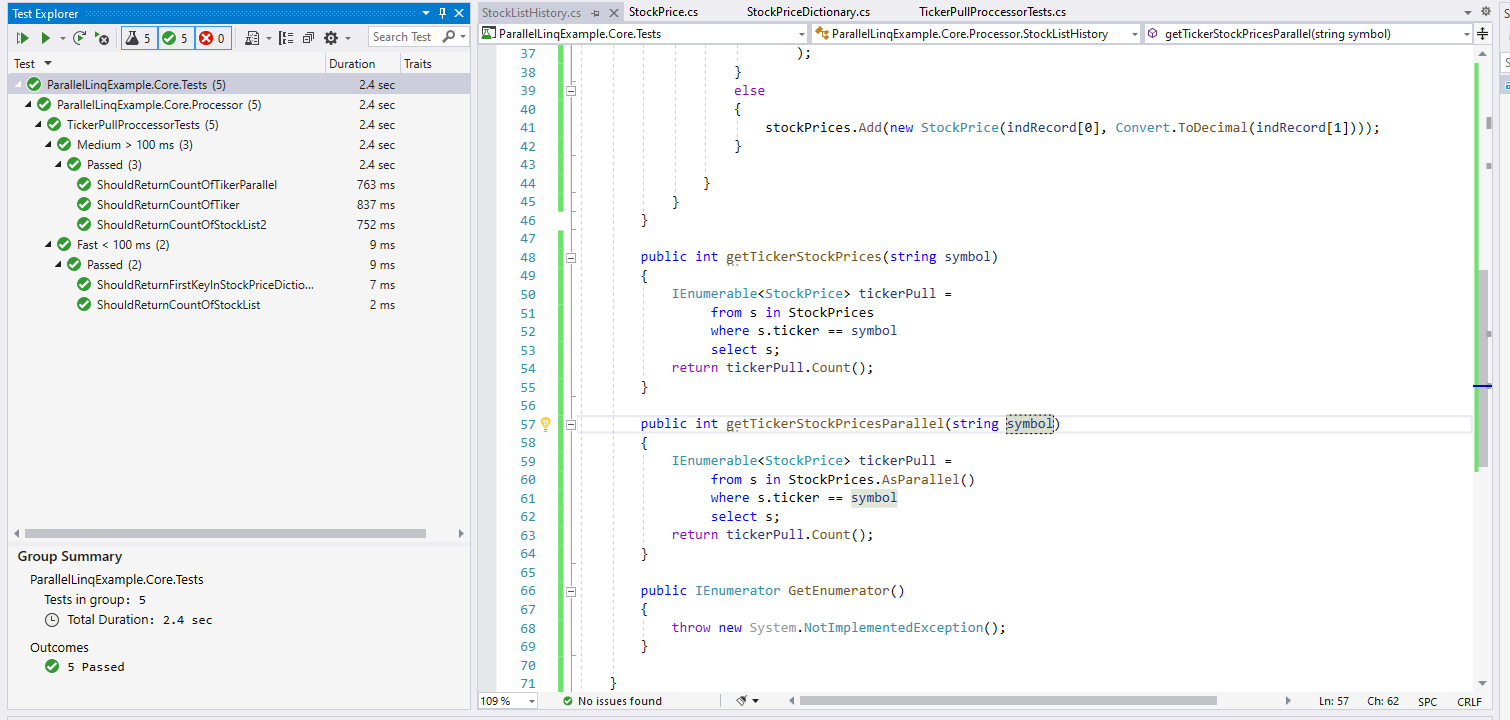 Test Explorer
5 5 0
Search Test
Test Duration Traits
ParallelLinqExample.Core.Tests (5) 2.4 sec
ParallelLinqExample.Core.Processor (5) 2.4 sec
TickerPullProccessorTests (5) 2.4 sec
Medium > 100 ms (3) 2.4 sec
Passed (3) 2.4 sec
ShouldReturnCountOfTikerParallel 763 ms
ShouldReturnCountOfTiker 837 ms
ShouldReturnCountOfStockList2 752 ms
Fast < 100 ms (2) 9 ms
Passed (2) 9 ms
ShouldReturnFirstKeyInStockPriceDictio... 7 ms
ShouldReturnCountOfStockList 2 ms
Group Summary
ParallelLinqExample.Core.Tests
Tests in group: 5
Total Duration: 2.4 sec
Outcomes
5 Passed
StockListHistory.cs StockPrice.cs StockPriceDictionary.cs TickerPullProccessorTests.cs
ParallelLinqExample.Core.Tests ParallelLinqExample.Core.Processor.StockListHistory getTickerStockPricesParallel(string symbol)
37 );
38 }
39 else
40 {
41 stockPrices.Add(new StockPrice(indRecord[0], Convert.ToDecimal(indRecord[1])));
42 }
43
44 }
45 }
46 }
47
48 public int getTickerStockPrices(string symbol)
49 {
50 IEnumerable<StockPrice> tickerPull =
51 from s in StockPrices
52 where s.ticker == symbol
53 select s;
54 return tickerPull.Count();
55 }
56
57 public int getTickerStockPricesParallel(string symbol)
58 {
59 IEnumerable<StockPrice> tickerPull =
60 from s in StockPrices.AsParallel()
61 where s.ticker == symbol
62 select s;
63 return tickerPull.Count();
64 }
65
66 public IEnumerator GetEnumerator()
67 {
68 throw new System.NotImplementedException();
69 }
70
71 }
109 % No issues found Ln: 57 Ch: 62 SPC CRLF